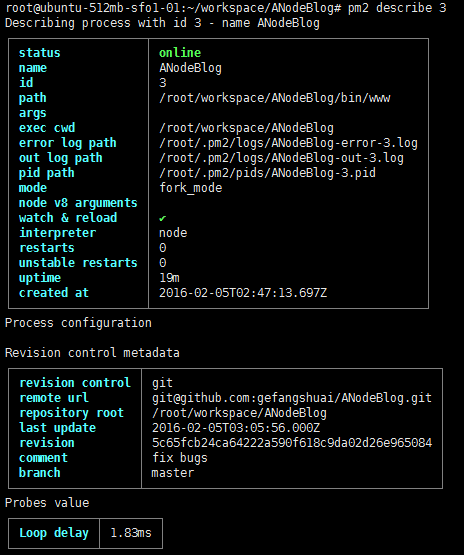 root@ubuntu-512mb-sfo1-01:~/workspace/ANodeBlog# pm2 describe 3
Describing process with id 3 - name ANodeBlog
status online
name ANodeBlog
id 3
path /root/workspace/ANodeBlog/bin/www
args
exec cwd /root/workspace/ANodeBlog
error log path /root/.pm2/logs/ANodeBlog-error-3.log
out log path /root/.pm2/logs/ANodeBlog-out-3.log
pid path /root/.pm2/pids/ANodeBlog-3.pid
mode fork_mode
node v8 arguments
watch & reload ✔
interpreter node
restarts 0
unstable restarts 0
uptime 19m
created at 2016-02-05T02:47:13.697Z
Process configuration
Revision control metadata
revision control git
remote url git@github.com:gefangshuai/ANodeBlog.git
repository root /root/workspace/ANodeBlog
last update 2016-02-05T03:05:56.000Z
revision 5c65fcb24ca64222a590f618c9da02d26e965084
comment fix bugs
branch master
Probes value
Loop delay 1.83ms